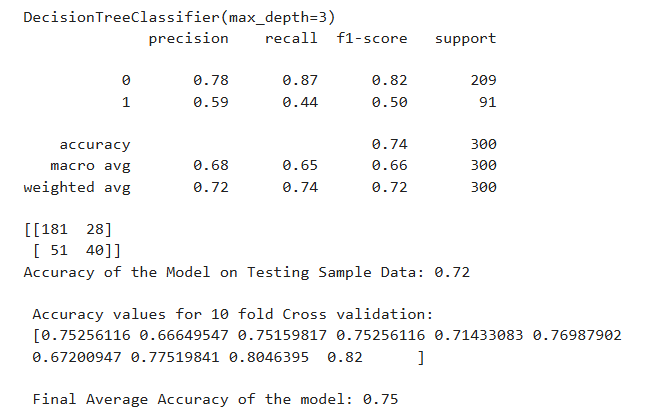 DecisionTreeClassifier(max_depth=3)
              precision    recall  f1-score   support

           0       0.78      0.87      0.82       209
           1       0.59      0.44      0.50        91

    accuracy                           0.74       300
   macro avg       0.68      0.65      0.66       300
weighted avg       0.72      0.74      0.72       300

[[181  28]
 [ 51  40]]
Accuracy of the Model on Testing Sample Data: 0.72

 Accuracy values for 10 fold Cross validation:
 [0.75256116 0.66649547 0.75159817 0.75256116 0.71433083 0.76987902
 0.67200947 0.77519841 0.8046395  0.82      ]

 Final Average Accuracy of the model: 0.75